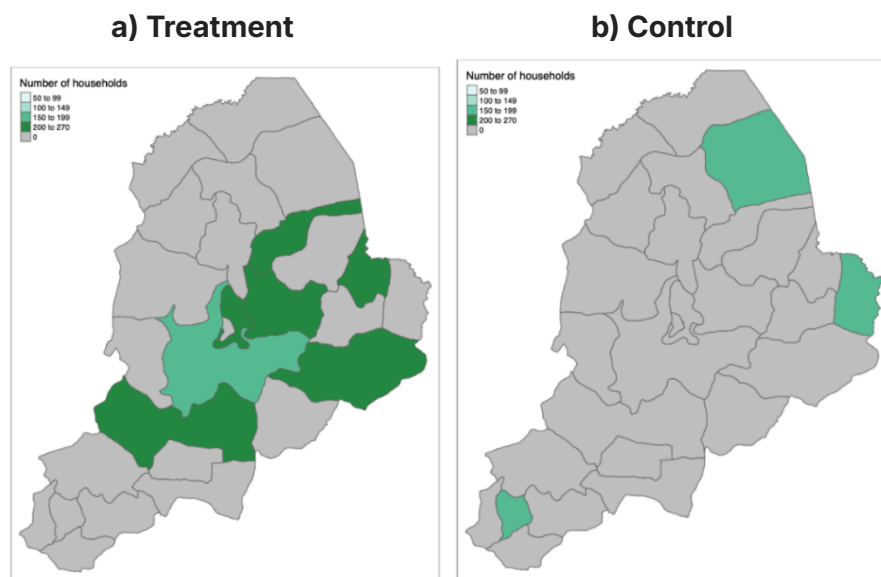 a) Treatment
b) Control
Number of households
50 to 99
100 to 149
150 to 199
200 to 270
0
Number of households
50 to 99
100 to 149
150 to 199
200 to 270
0